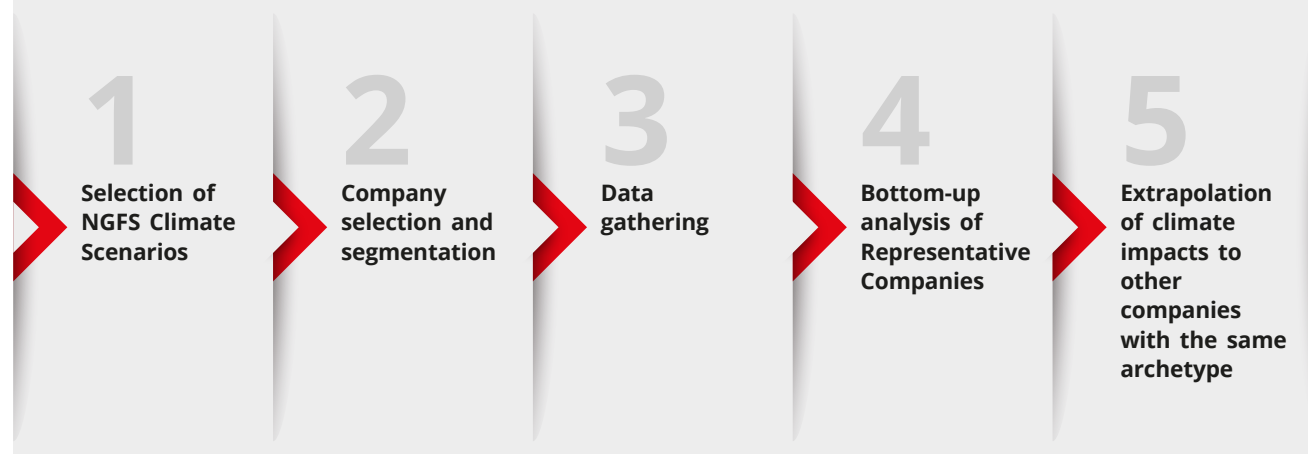 1
Selection of
NGFS Climate
Scenarios
2
Company
selection and
segmentation
3
Data
gathering
4
Bottom-up
analysis of
Representative
Companies
5
Extrapolation
of climate
impacts to
other
companies
with the same
archetype